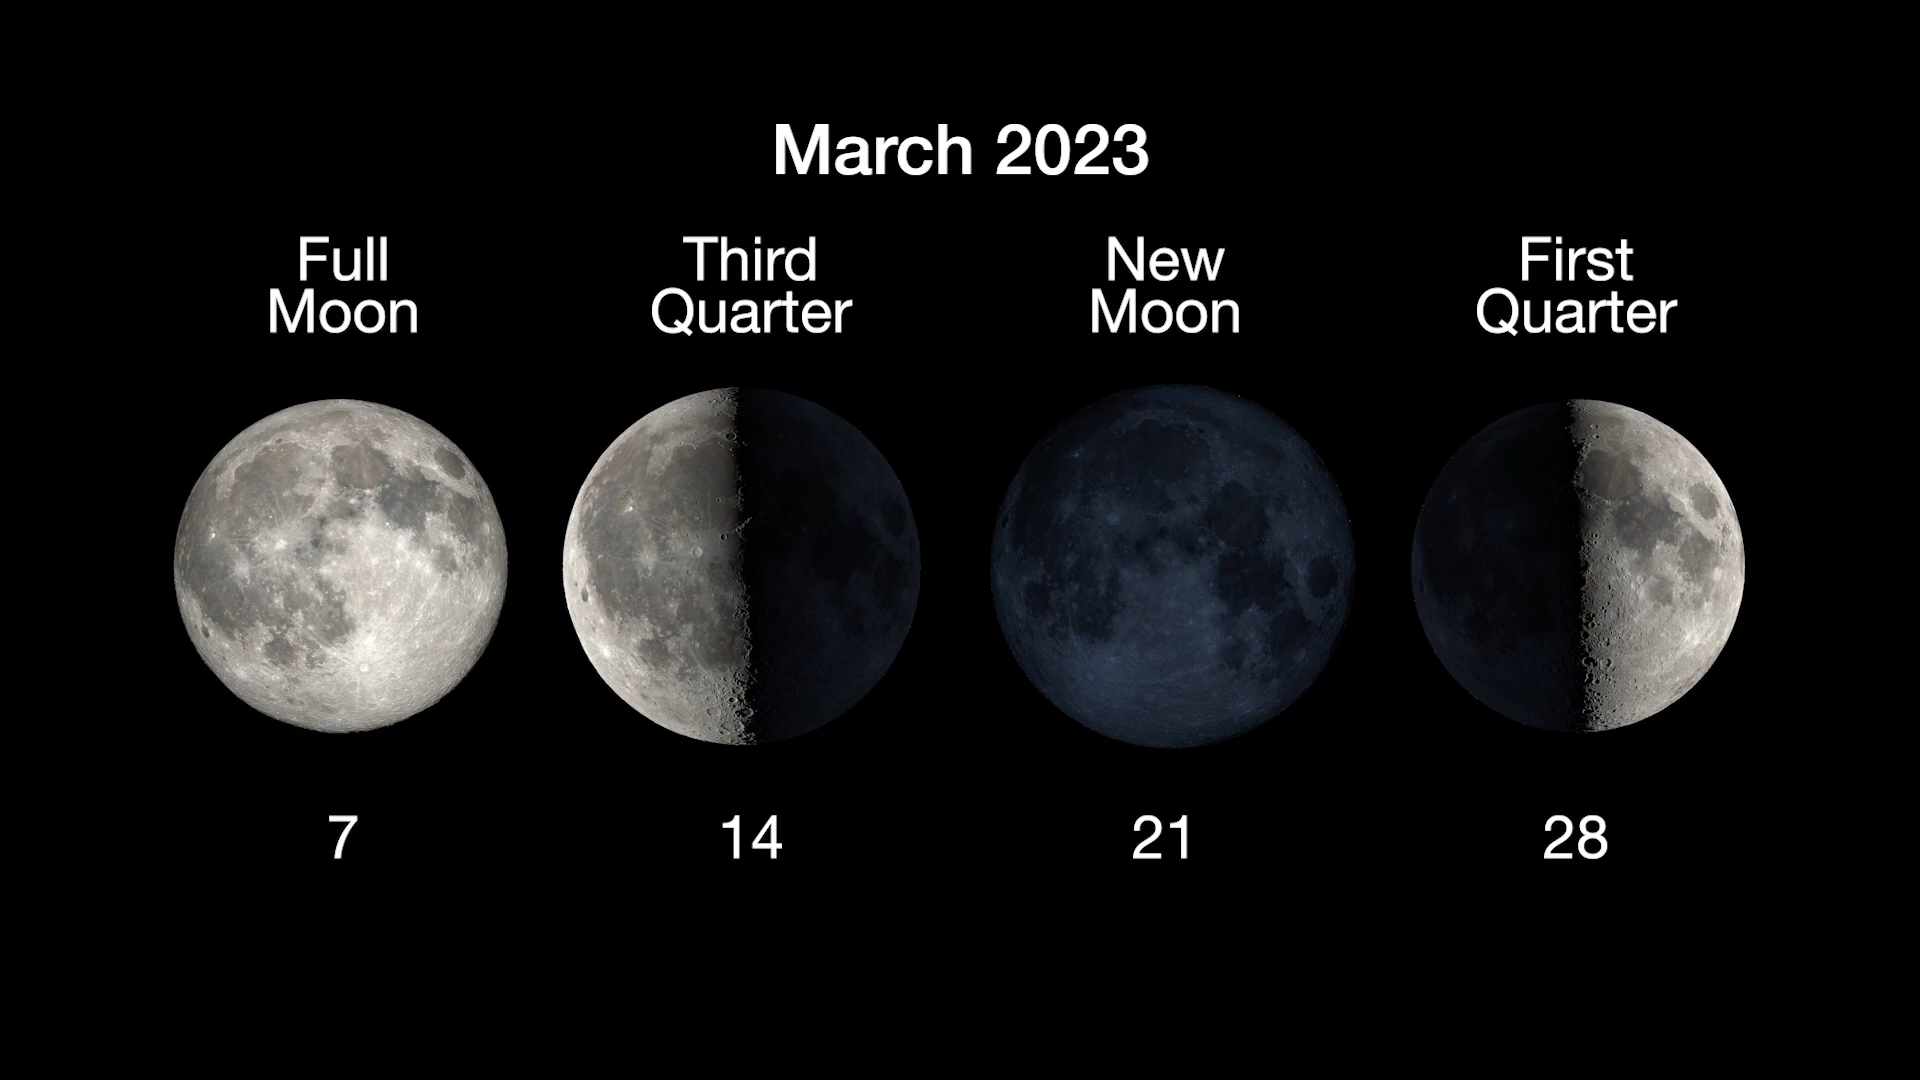 March 2023
Full
Moon
Third
Quarter
New
Moon
First
Quarter
7
14
21
28